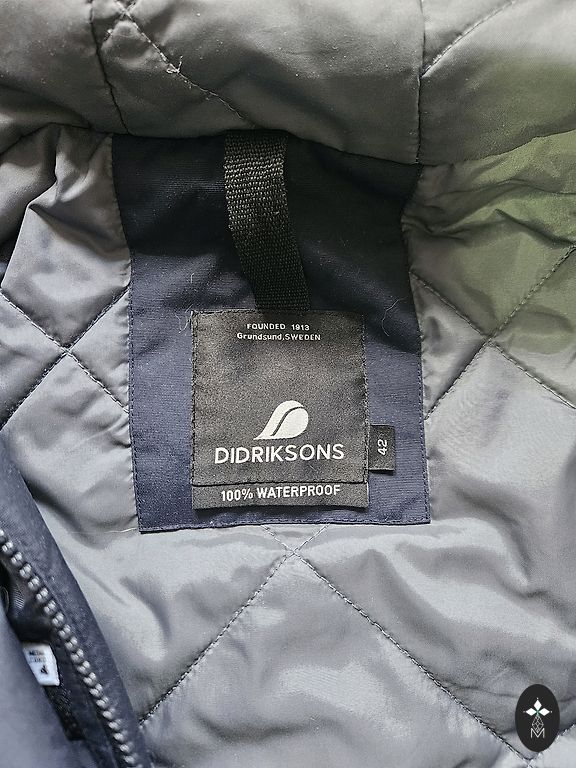 FOUNDED 1913
Grundsund,SWEDEN
DIDRIKSONS
42
100% WATERPROOF
M